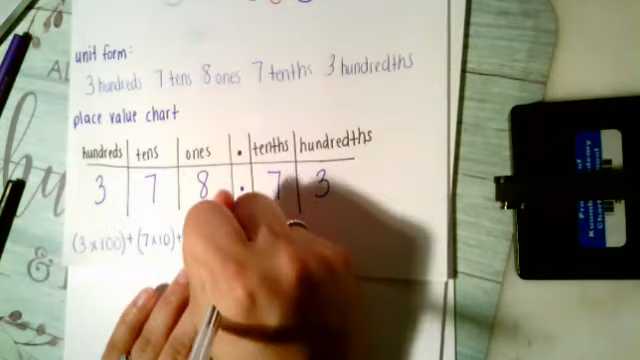 unit form:
3 hundreds 7 tens 8 ones 7 tenths 3 hundredths
place value chart
hundreds tens ones . tenths hundredths
3 7 8 . 7 3
(3 x 100) + (7 x 10) +
&